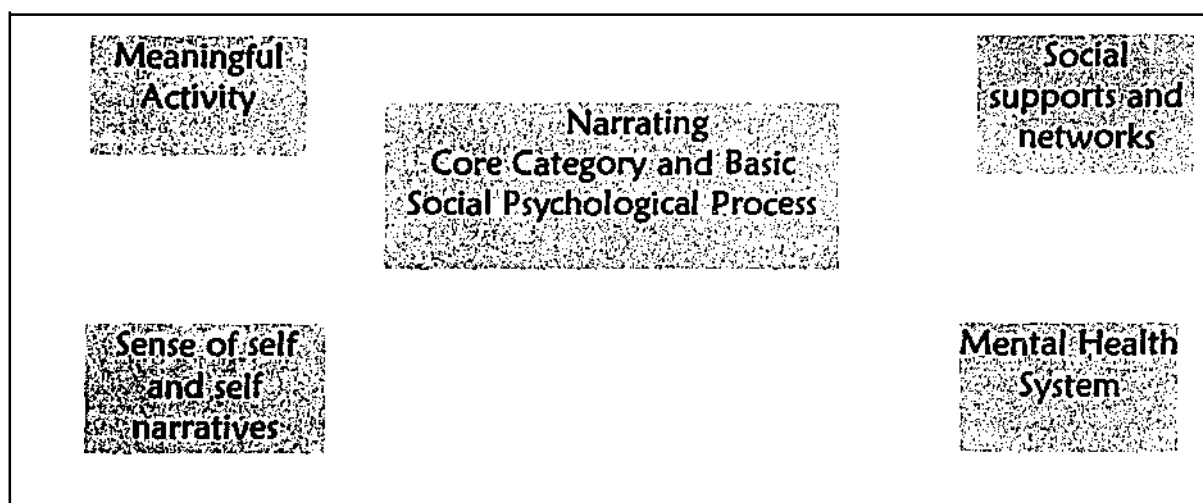 Meaningful
Activity
Social
supports and
networks
Narrating
Core Category and Basic
Social Psychological Process
Sense of self
and self
narratives
Mental Health
System